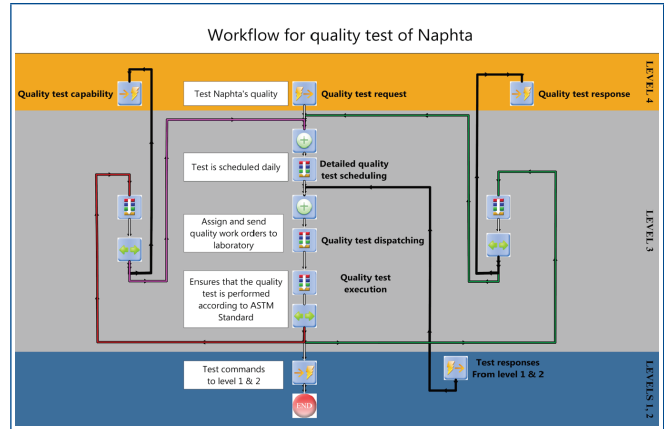 Workflow for quality test of Naphta
LEVEL 4
Quality test capability
Test Naphta's quality
Quality test request
Quality test response
Test is scheduled daily
Detailed quality
test scheduling
LEVEL 3
Assign and send
quality work orders to
laboratory
Quality test dispatching
Ensures that the quality
test is performed
according to ASTM
Standard
Quality test
execution
Test commands
to level 1 & 2
Test responses
From level 1 & 2
LEVELS 1, 2
END